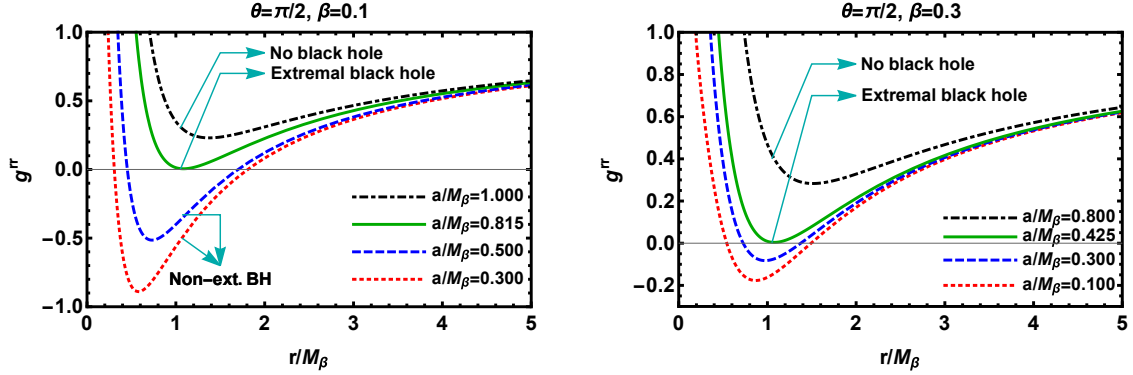 θ=π/2, β=0.1
1.0
0.5
0.0
−0.5
−1.0
g^rr
No black hole
Extremal black hole
Non−ext. BH
a/M_β=1.000
a/M_β=0.815
a/M_β=0.500
a/M_β=0.300
0 1 2 3 4 5
r/M_β
θ=π/2, β=0.3
1.0
0.8
0.6
0.4
0.2
0.0
−0.2
g^rr
No black hole
Extremal black hole
a/M_β=0.800
a/M_β=0.425
a/M_β=0.300
a/M_β=0.100
0 1 2 3 4 5
r/M_β